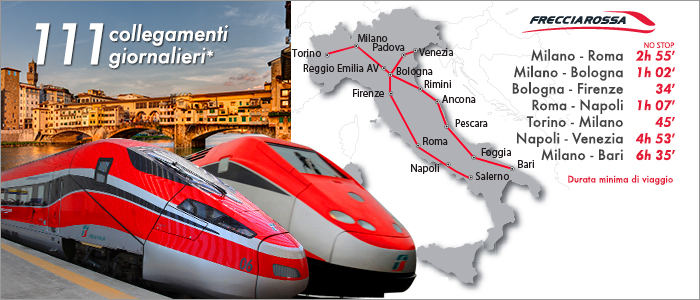 111 collegamenti
giornalieri*
FRECCIAROSSA
NO STOP
Milano - Roma 2h 55'
Milano - Bologna 1h 02'
Bologna - Firenze 34'
Roma - Napoli 1h 07'
Torino - Milano 45'
Napoli - Venezia 4h 53'
Milano - Bari 6h 35'
Durata minima di viaggio
Milano
Torino
Padova
Venezia
Reggio Emilia AV
Bologna
Rimini
Firenze
Ancona
Pescara
Roma
Foggia
Napoli
Bari
Salerno